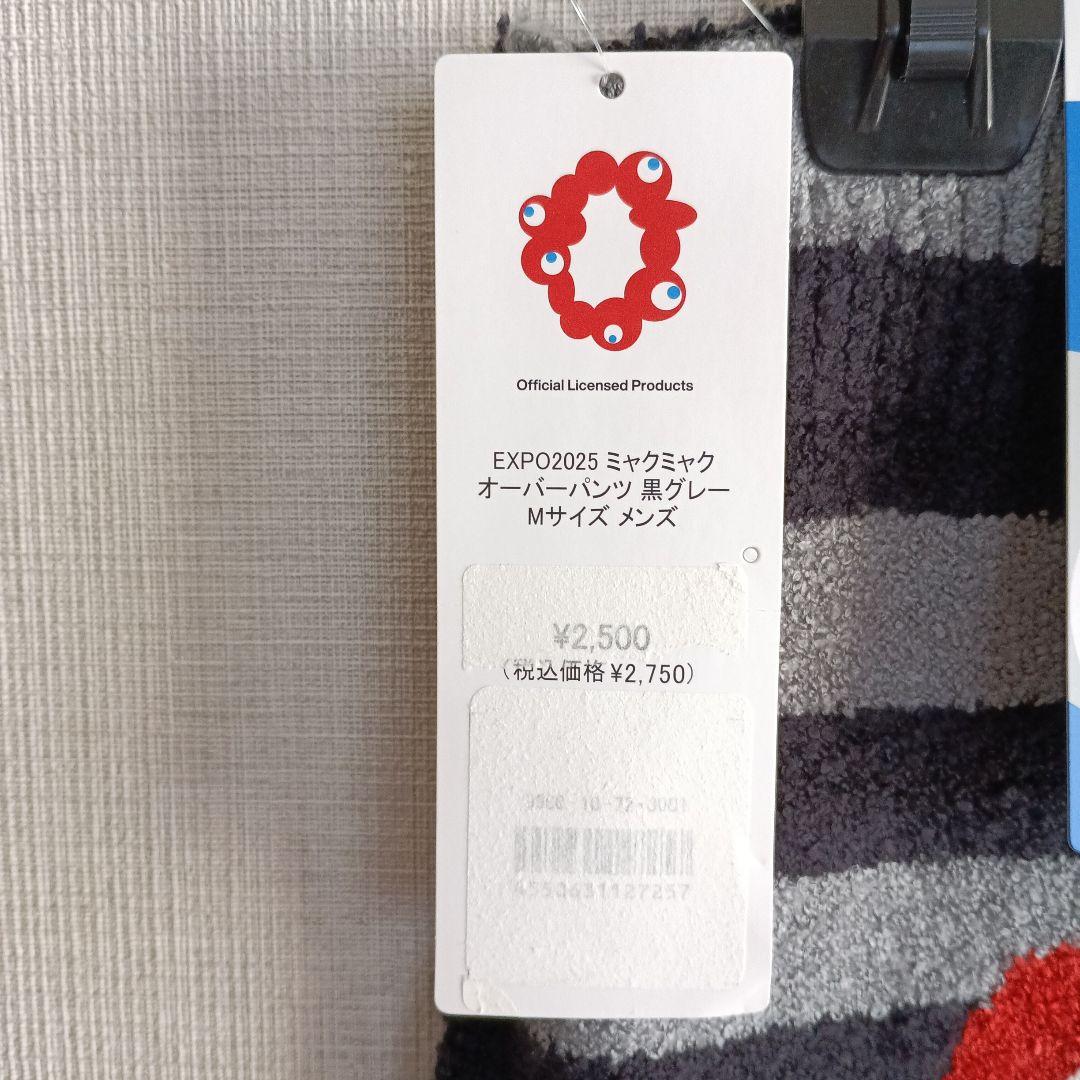 Official Licensed Products
EXPO2025 ミャクミャク
オーバーパンツ 黒グレー
Mサイズ メンズ
¥2,500
(税込価格¥2,750)
4550631127257